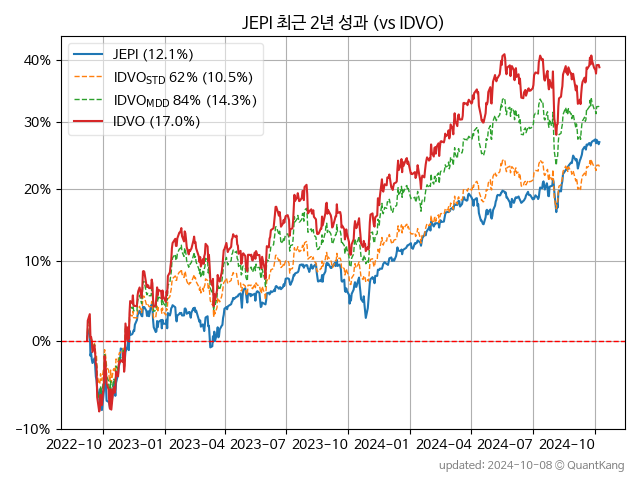 JEPI 최근 2년 성과 (vs IDVO)
JEPI (12.1%)
IDVO_STD 62% (10.5%)
IDVO_MDD 84% (14.3%)
IDVO (17.0%)
40%
30%
20%
10%
0%
-10%
2022-10 2023-01 2023-04 2023-07 2023-10 2024-01 2024-04 2024-07 2024-10
updated: 2024-10-08 © QuantKang